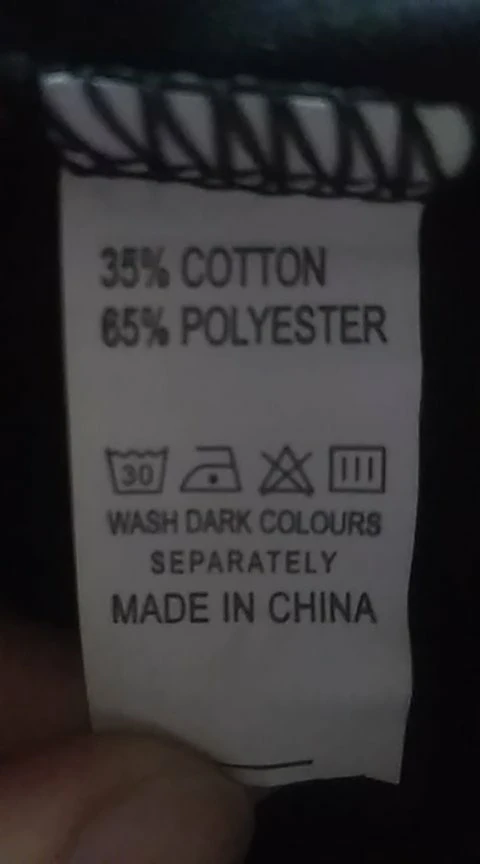 35% COTTON
65% POLYESTER
30
WASH DARK COLOURS
SEPARATELY
MADE IN CHINA